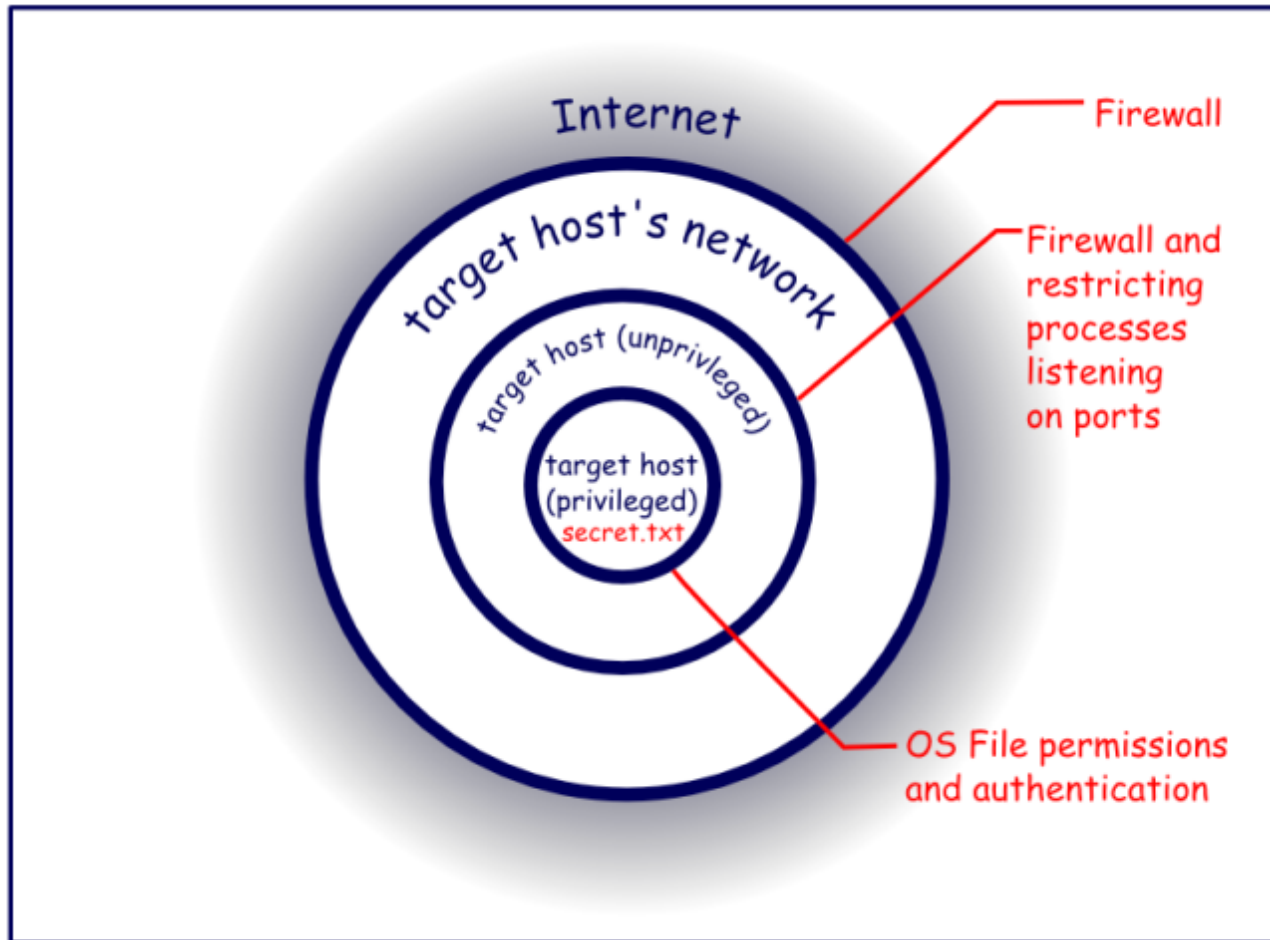 Internet
Firewall
target host's network
Firewall and
restricting
processes
listening
on ports
target host (unprivleged)
target host
(privileged)
secret.txt
OS File permissions
and authentication